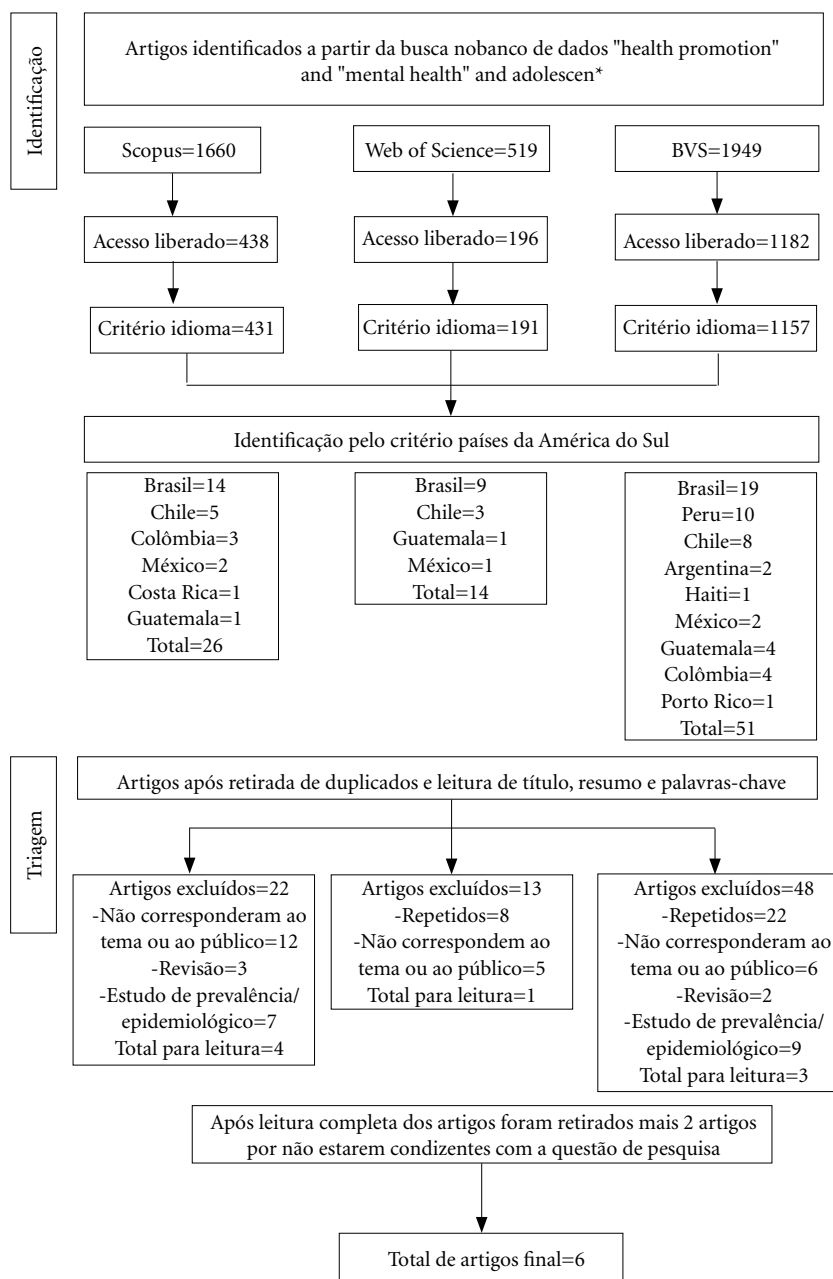 Identificação
Artigos identificados a partir da busca nobanco de dados "health promotion"
and "mental health" and adolescen*
Scopus=1660
Web of Science=519
BVS=1949
Acesso liberado=438
Acesso liberado=196
Acesso liberado=1182
Critério idioma=431
Critério idioma=191
Critério idioma=1157
Identificação pelo critério países da América do Sul
Brasil=14
Chile=5
Colômbia=3
México=2
Costa Rica=1
Guatemala=1
Total=26
Brasil=9
Chile=3
Guatemala=1
México=1
Total=14
Brasil=19
Peru=10
Chile=8
Argentina=2
Haiti=1
México=2
Guatemala=4
Colômbia=4
Porto Rico=1
Total=51
Triagem
Artigos após retirada de duplicados e leitura de título, resumo e palavras-chave
Artigos excluídos=22
-Não corresponderam ao
tema ou ao público=12
-Revisão=3
-Estudo de prevalência/
epidemiológico=7
Total para leitura=4
Artigos excluídos=13
-Repetidos=8
-Não correspondem ao
tema ou ao público=5
Total para leitura=1
Artigos excluídos=48
-Repetidos=22
-Não corresponderam ao
tema ou ao público=6
-Revisão=2
-Estudo de prevalência/
epidemiológico=9
Total para leitura=3
Após leitura completa dos artigos foram retirados mais 2 artigos
por não estarem condizentes com a questão de pesquisa
Total de artigos final=6